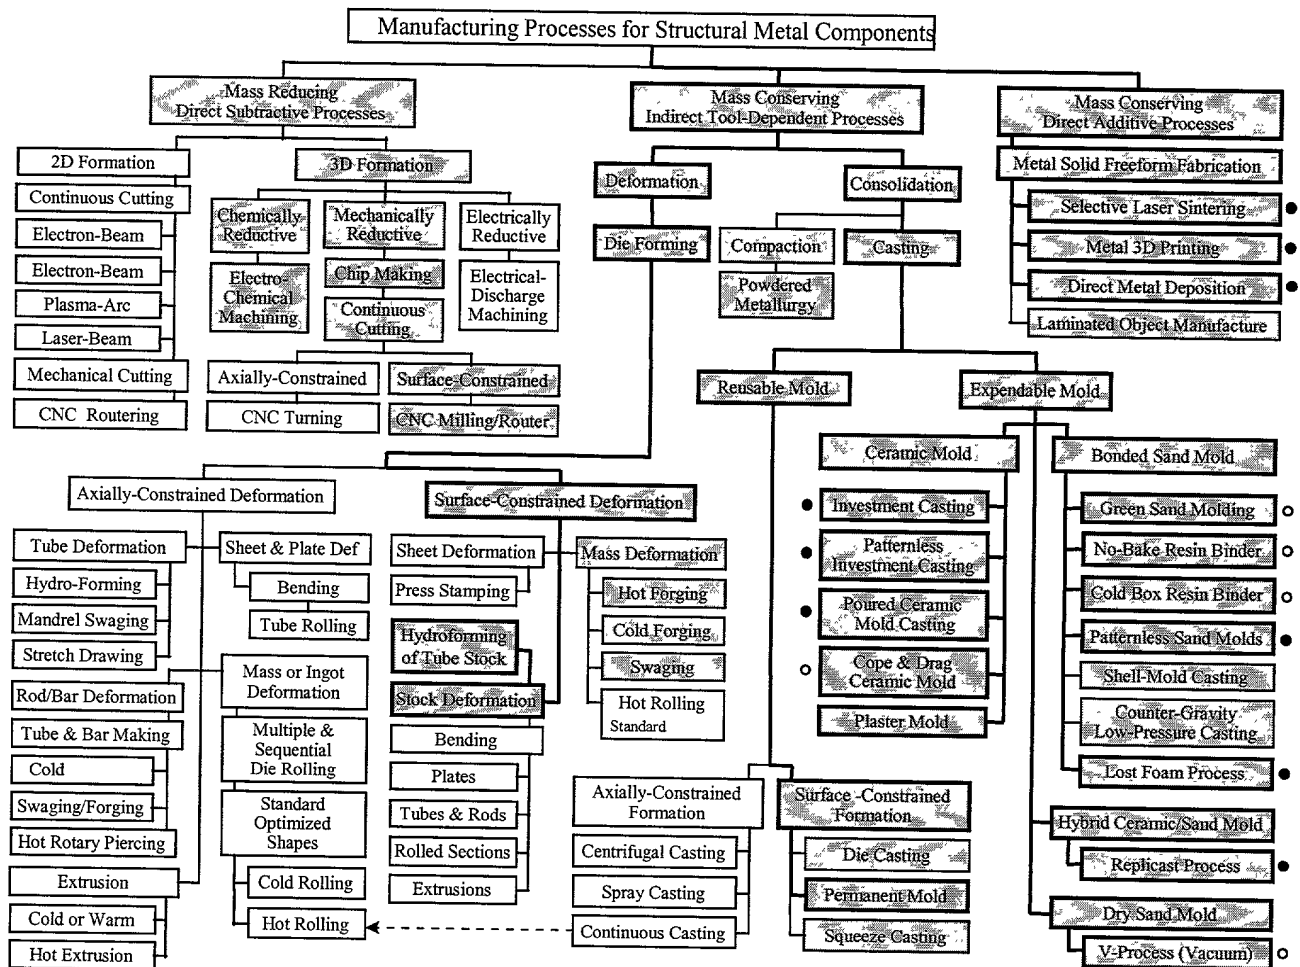 Manufacturing Processes for Structural Metal Components
Mass Reducing
Direct Subtractive Processes
Mass Conserving
Indirect Tool-Dependent Processes
Mass Conserving
Direct Additive Processes
2D Formation
Continuous Cutting
Electron-Beam
Electron-Beam
Plasma-Arc
Laser-Beam
Mechanical Cutting
CNC Routering
3D Formation
Chemically
Reductive
Electro-
Chemical
Machining
Mechanically
Reductive
Chip Making
Continuous
Cutting
Electrically
Reductive
Electrical-
Discharge
Machining
Axially-Constrained
CNC Turning
Surface-Constrained
CNC Milling/Router
Deformation
Die Forming
Consolidation
Compaction
Powdered
Metallurgy
Casting
Metal Solid Freeform Fabrication
Selective Laser Sintering
Metal 3D Printing
Direct Metal Deposition
Laminated Object Manufacture
Reusable Mold
Expendable Mold
Axially-Constrained Deformation
Tube Deformation
Hydro-Forming
Mandrel Swaging
Stretch Drawing
Rod/Bar Deformation
Tube & Bar Making
Cold
Swaging/Forging
Hot Rotary Piercing
Extrusion
Cold or Warm
Hot Extrusion
Sheet & Plate Def
Bending
Tube Rolling
Mass or Ingot
Deformation
Multiple &
Sequential
Die Rolling
Standard
Optimized
Shapes
Cold Rolling
Hot Rolling
Surface-Constrained Deformation
Sheet Deformation
Press Stamping
Hydroforming
of Tube Stock
Stock Deformation
Bending
Plates
Tubes & Rods
Rolled Sections
Extrusions
Mass Deformation
Hot Forging
Cold Forging
Swaging
Hot Rolling
Standard
Axially-Constrained
Formation
Centrifugal Casting
Spray Casting
Continuous Casting
Surface -Constrained
Formation
Die Casting
Permanent Mold
Squeeze Casting
Ceramic Mold
Investment Casting
Patternless
Investment Casting
Poured Ceramic
Mold Casting
Cope & Drag
Ceramic Mold
Plaster Mold
Bonded Sand Mold
Green Sand Molding
No-Bake Resin Binder
Cold Box Resin Binder
Patternless Sand Molds
Shell-Mold Casting
Counter-Gravity
Low-Pressure Casting
Lost Foam Process
Hybrid Ceramic/Sand Mold
Replicast Process
Dry Sand Mold
V-Process (Vacuum)